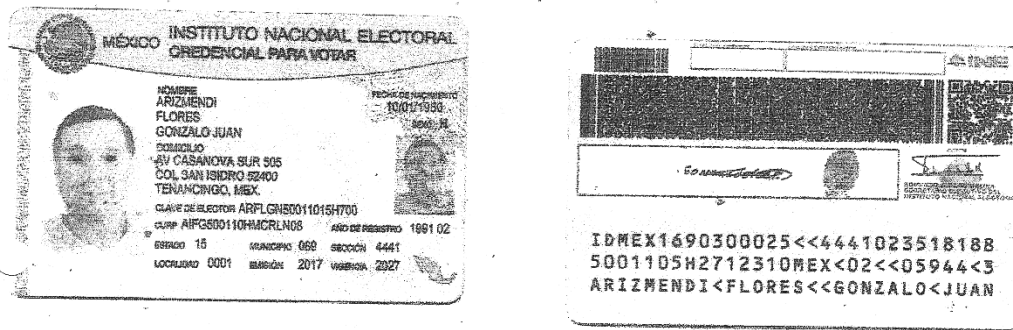 MÉXICO INSTITUTO NACIONAL ELECTORAL
CREDENCIAL PARA VOTAR
NOMBRE
ARIZMENDI
FLORES
GONZALO JUAN
FECHA DE NACIMIENTO
10/01/1950
SEXO H
DOMICILIO
AV CASANOVA SUR 505
COL SAN ISIDRO 52400
TENANCINGO, MEX.
CLAVE DE ELECTOR ARFLGN50011015H700
CURP AIFG500110HMCRLN08 AÑO DE REGISTRO 1991 02
ESTADO 15 MUNICIPIO 089 SECCIÓN 4441
LOCALIDAD 0001 EMISIÓN 2017 VIGENCIA 2027
INE
IDMEX1690300025<<4441023518188
5001105H2712310MEX<02<<05944<3
ARIZMENDI<FLORES<<GONZALO<JUAN